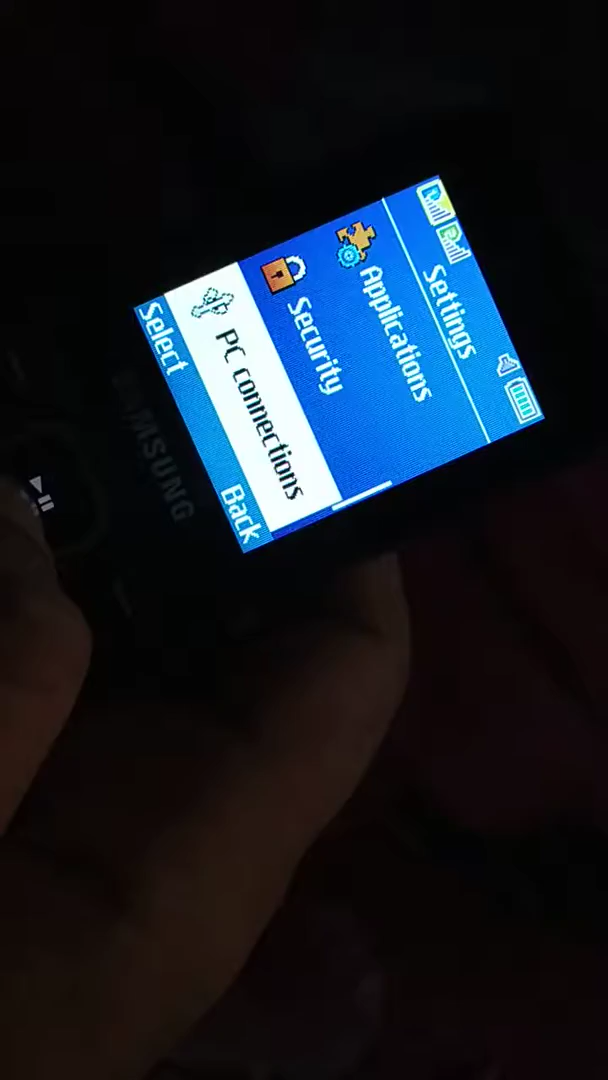 Settings
Applications
Security
PC connections
Select
Back
SAMSUNG